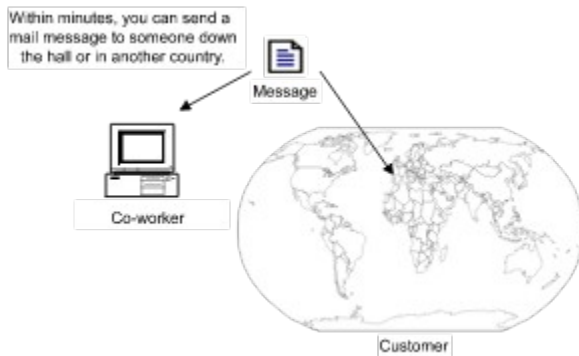 Within minutes, you can send a
mail message to someone down
the hall or in another country.
Message
Co-worker
Customer